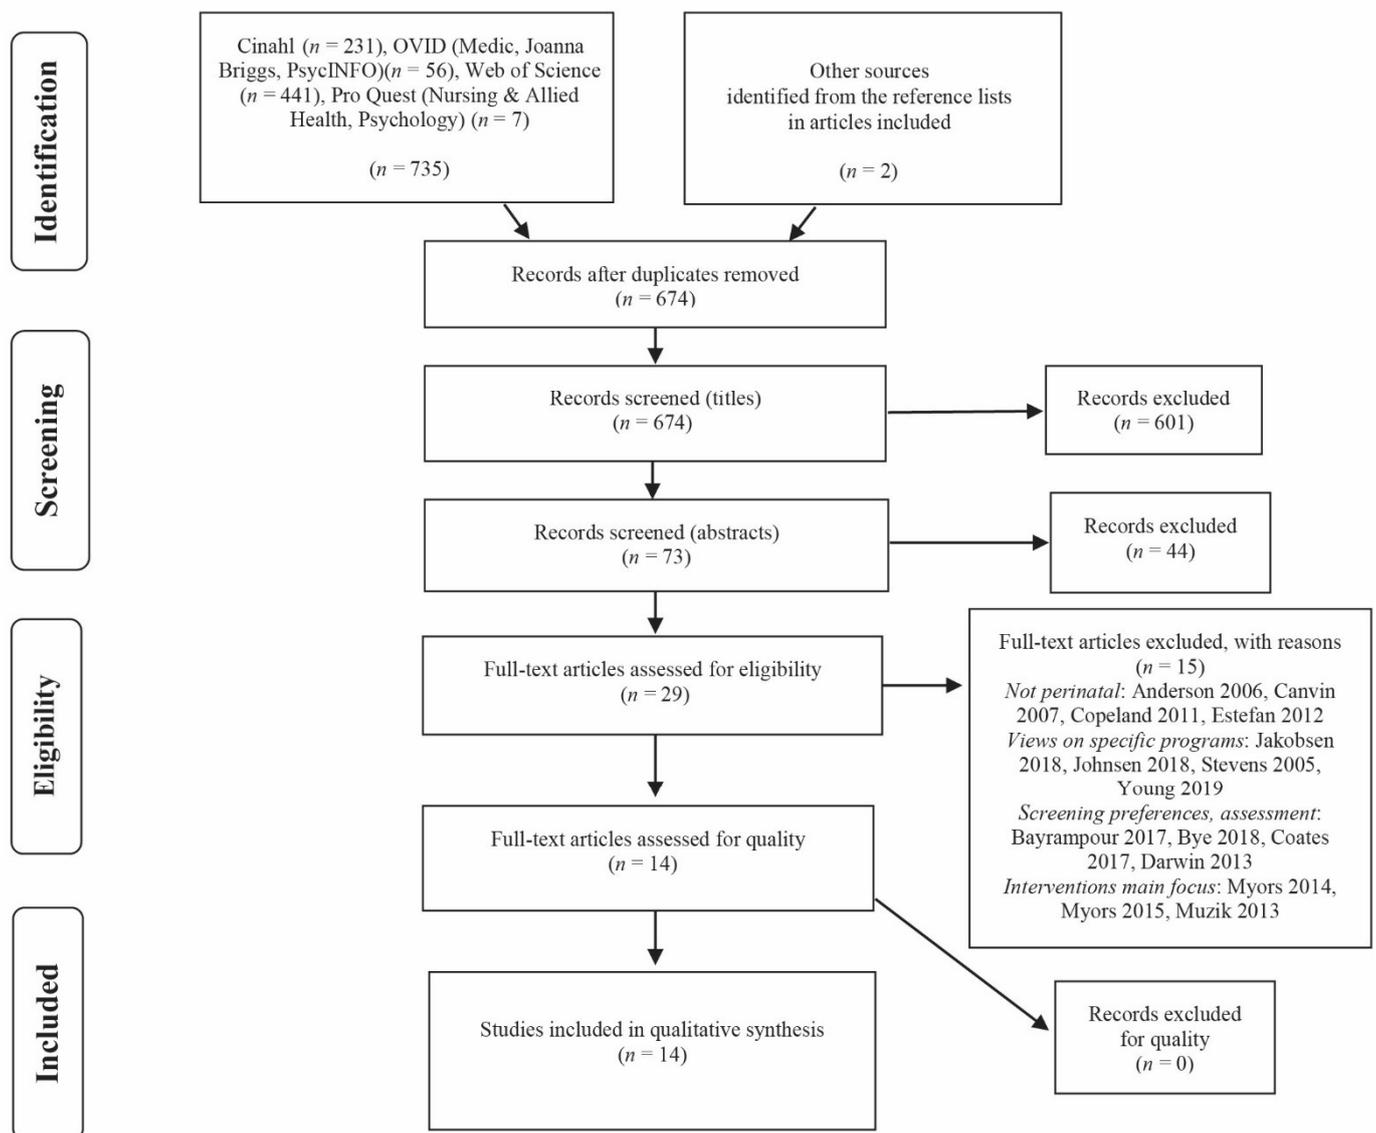 Identification
Cinahl (n = 231), OVID (Medic, Joanna
Briggs, PsycINFO)(n = 56), Web of Science
(n = 441), Pro Quest (Nursing & Allied
Health, Psychology) (n = 7)
(n = 735)
Other sources
identified from the reference lists
in articles included
(n = 2)
Records after duplicates removed
(n = 674)
Screening
Records screened (titles)
(n = 674)
Records excluded
(n = 601)
Records screened (abstracts)
(n = 73)
Records excluded
(n = 44)
Eligibility
Full-text articles assessed for eligibility
(n = 29)
Full-text articles excluded, with reasons
(n = 15)
Not perinatal: Anderson 2006, Canvin
2007, Copeland 2011, Estefan 2012
Views on specific programs: Jakobsen
2018, Johnsen 2018, Stevens 2005,
Young 2019
Screening preferences, assessment:
Bayrampour 2017, Bye 2018, Coates
2017, Darwin 2013
Interventions main focus: Myors 2014,
Myors 2015, Muzik 2013
Full-text articles assessed for quality
(n = 14)
Included
Studies included in qualitative synthesis
(n = 14)
Records excluded
for quality
(n = 0)